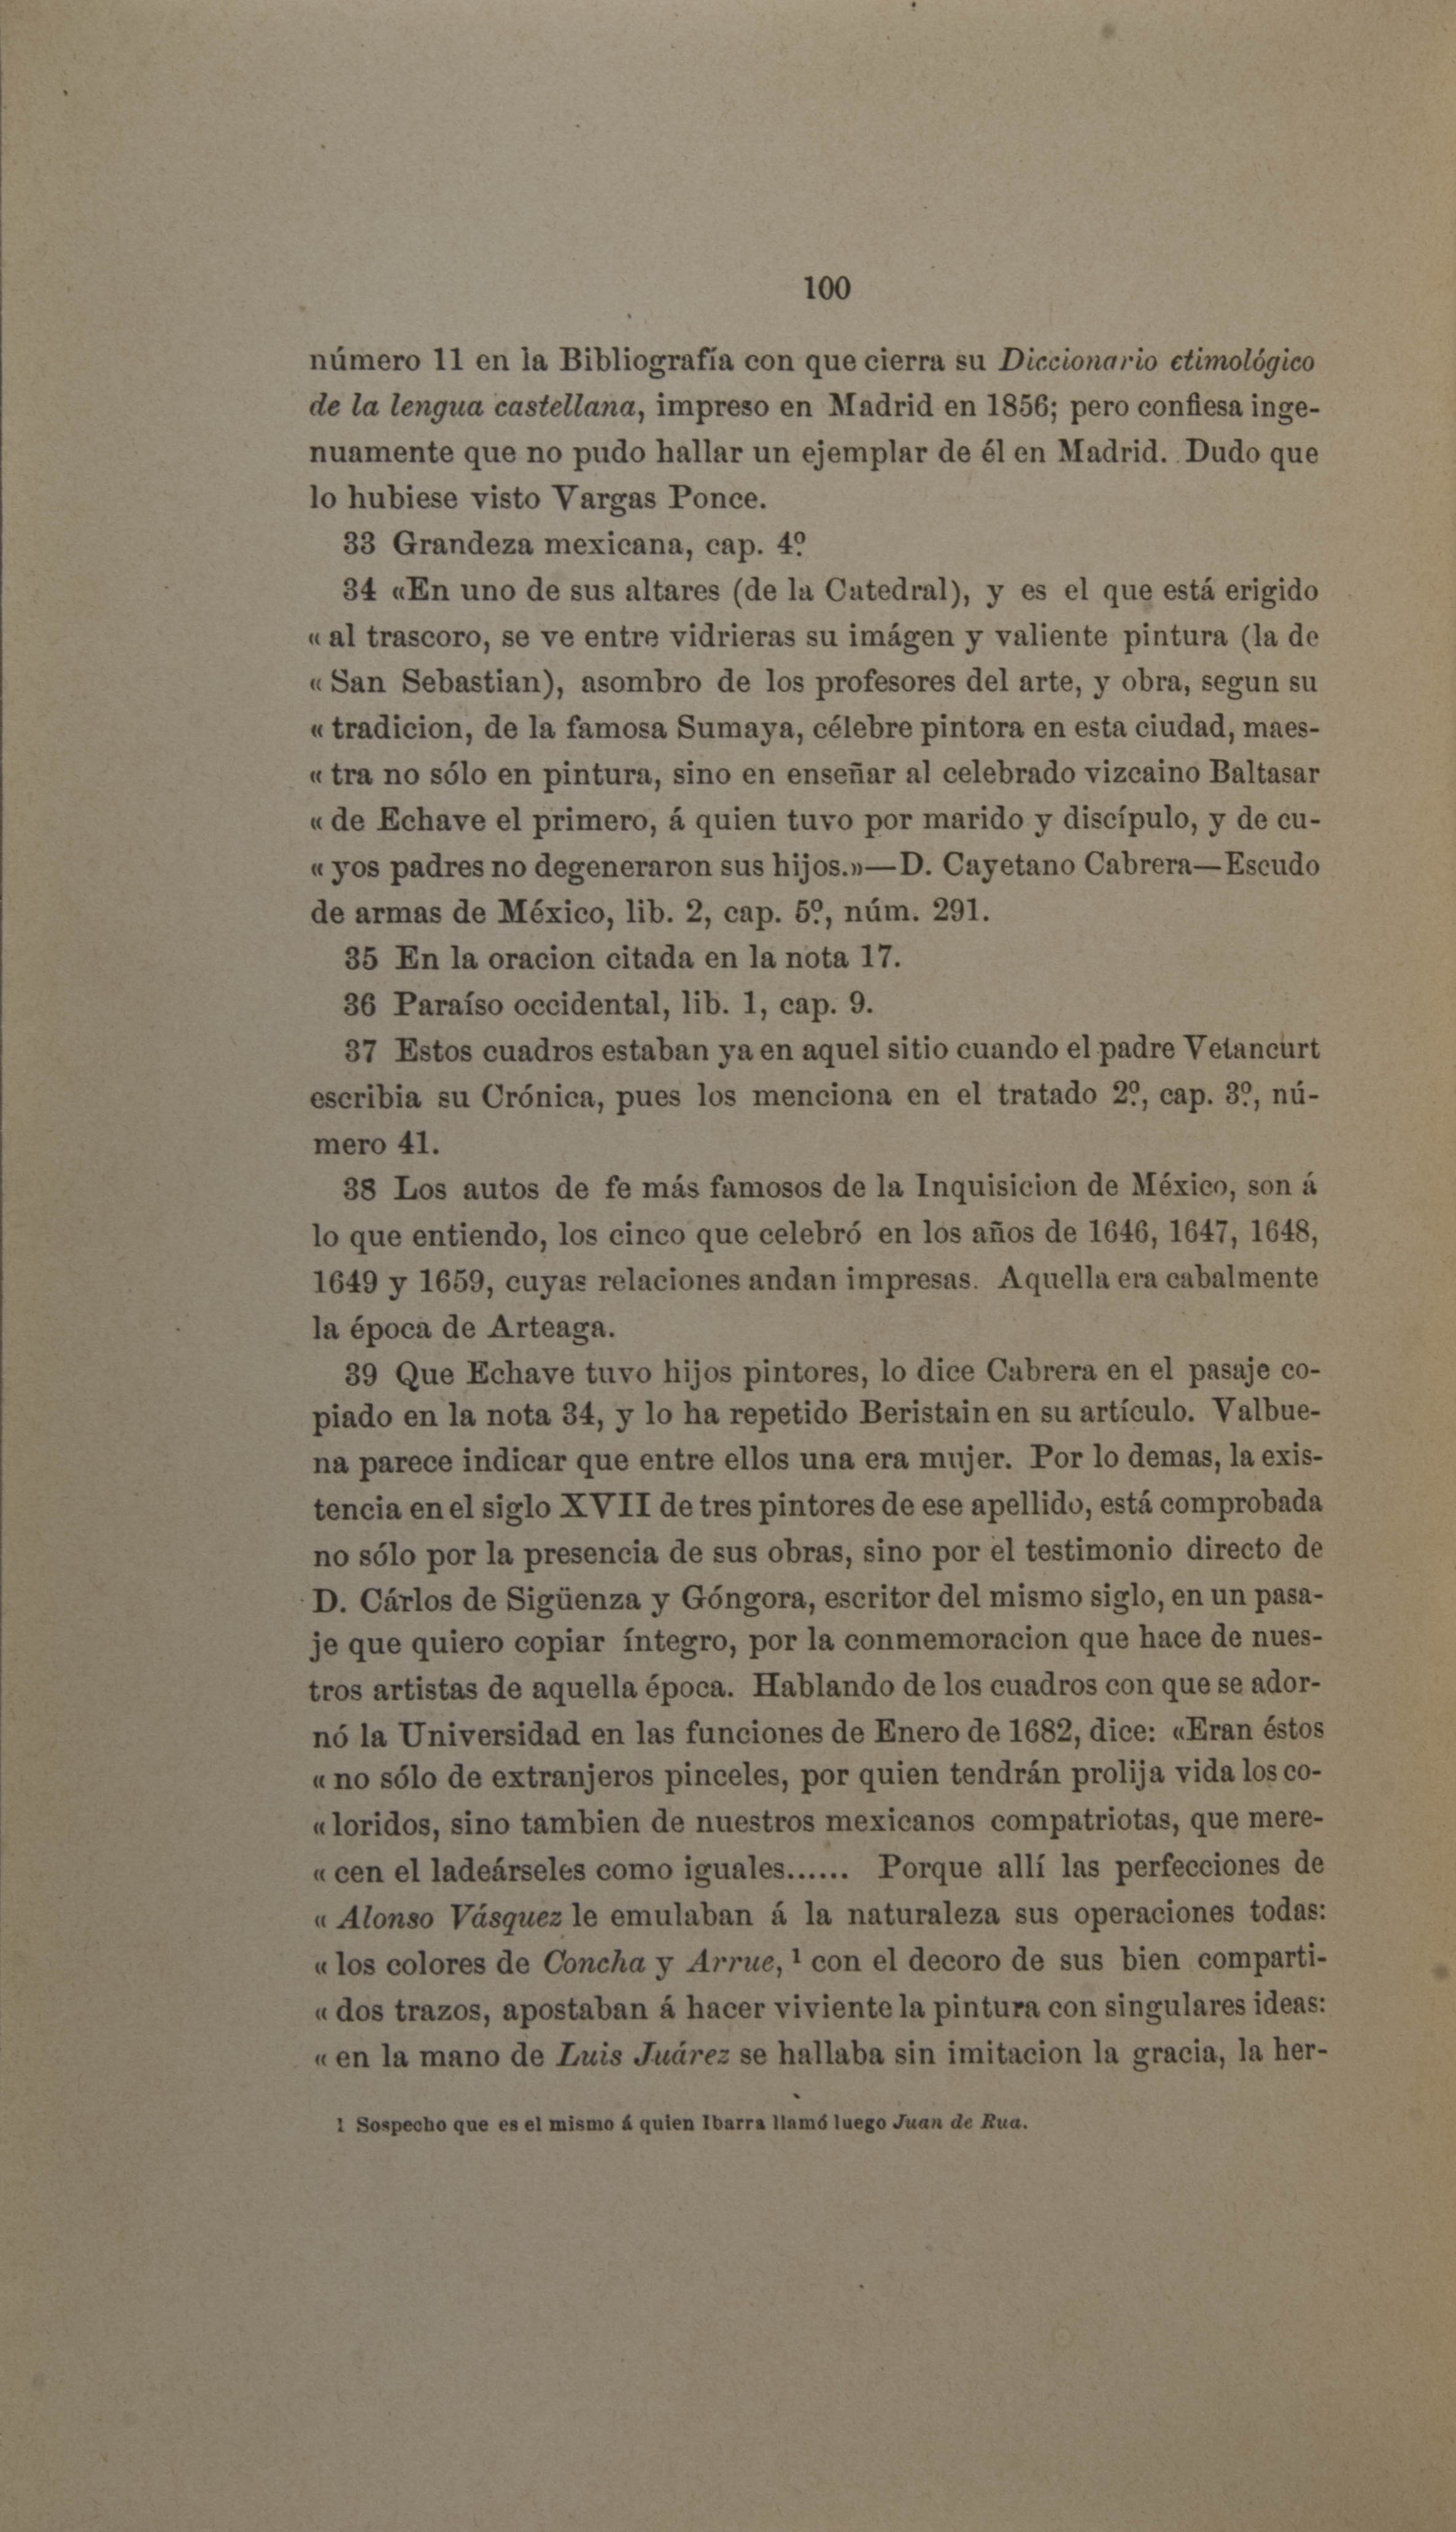 100
número 11 en la Bibliografía con que cierra su Diccionario etimológico
de la lengua castellana, impreso en Madrid en 1856; pero confiesa inge-
nuamente que no pudo hallar un ejemplar de él en Madrid. Dudo que
lo hubiese visto Vargas Ponce.
33 Grandeza mexicana, cap. 4º
34 «En uno de sus altares (de la Catedral), y es el que está erigido
« al trascoro, se ve entre vidrieras su imágen y valiente pintura (la de
« San Sebastian), asombro de los profesores del arte, y obra, segun su
« tradicion, de la famosa Sumaya, célebre pintora en esta ciudad, maes-
« tra no sólo en pintura, sino en enseñar al celebrado vizcaino Baltasar
« de Echave el primero, á quien tuvo por marido y discípulo, y de cu-
« yos padres no degeneraron sus hijos.»—D. Cayetano Cabrera—Escudo
de armas de México, lib. 2, cap. 5º, núm. 291.
35 En la oracion citada en la nota 17.
36 Paraíso occidental, lib. 1, cap. 9.
37 Estos cuadros estaban ya en aquel sitio cuando el padre Vetancurt
escribia su Crónica, pues los menciona en el tratado 2º, cap. 3º, nú-
mero 41.
38 Los autos de fe más famosos de la Inquisicion de México, son á
lo que entiendo, los cinco que celebró en los años de 1646, 1647, 1648,
1649 y 1659, cuyas relaciones andan impresas. Aquella era cabalmente
la época de Arteaga.
39 Que Echave tuvo hijos pintores, lo dice Cabrera en el pasaje co-
piado en la nota 34, y lo ha repetido Beristain en su artículo. Valbue-
na parece indicar que entre ellos una era mujer. Por lo demas, la exis-
tencia en el siglo XVII de tres pintores de ese apellido, está comprobada
no sólo por la presencia de sus obras, sino por el testimonio directo de
D. Cárlos de Sigüenza y Góngora, escritor del mismo siglo, en un pasa-
je que quiero copiar íntegro, por la conmemoracion que hace de nues-
tros artistas de aquella época. Hablando de los cuadros con que se ador-
nó la Universidad en las funciones de Enero de 1682, dice: «Eran éstos
« no sólo de extranjeros pinceles, por quien tendrán prolija vida los co-
« loridos, sino tambien de nuestros mexicanos compatriotas, que mere-
« cen el ladeárseles como iguales...... Porque allí las perfecciones de
« Alonso Vásquez le emulaban á la naturaleza sus operaciones todas:
« los colores de Concha y Arrue, 1 con el decoro de sus bien comparti-
« dos trazos, apostaban á hacer viviente la pintura con singulares ideas:
« en la mano de Luis Juárez se hallaba sin imitacion la gracia, la her-
1 Sospecho que es el mismo á quien Ibarra llamó luego Juan de Rua.